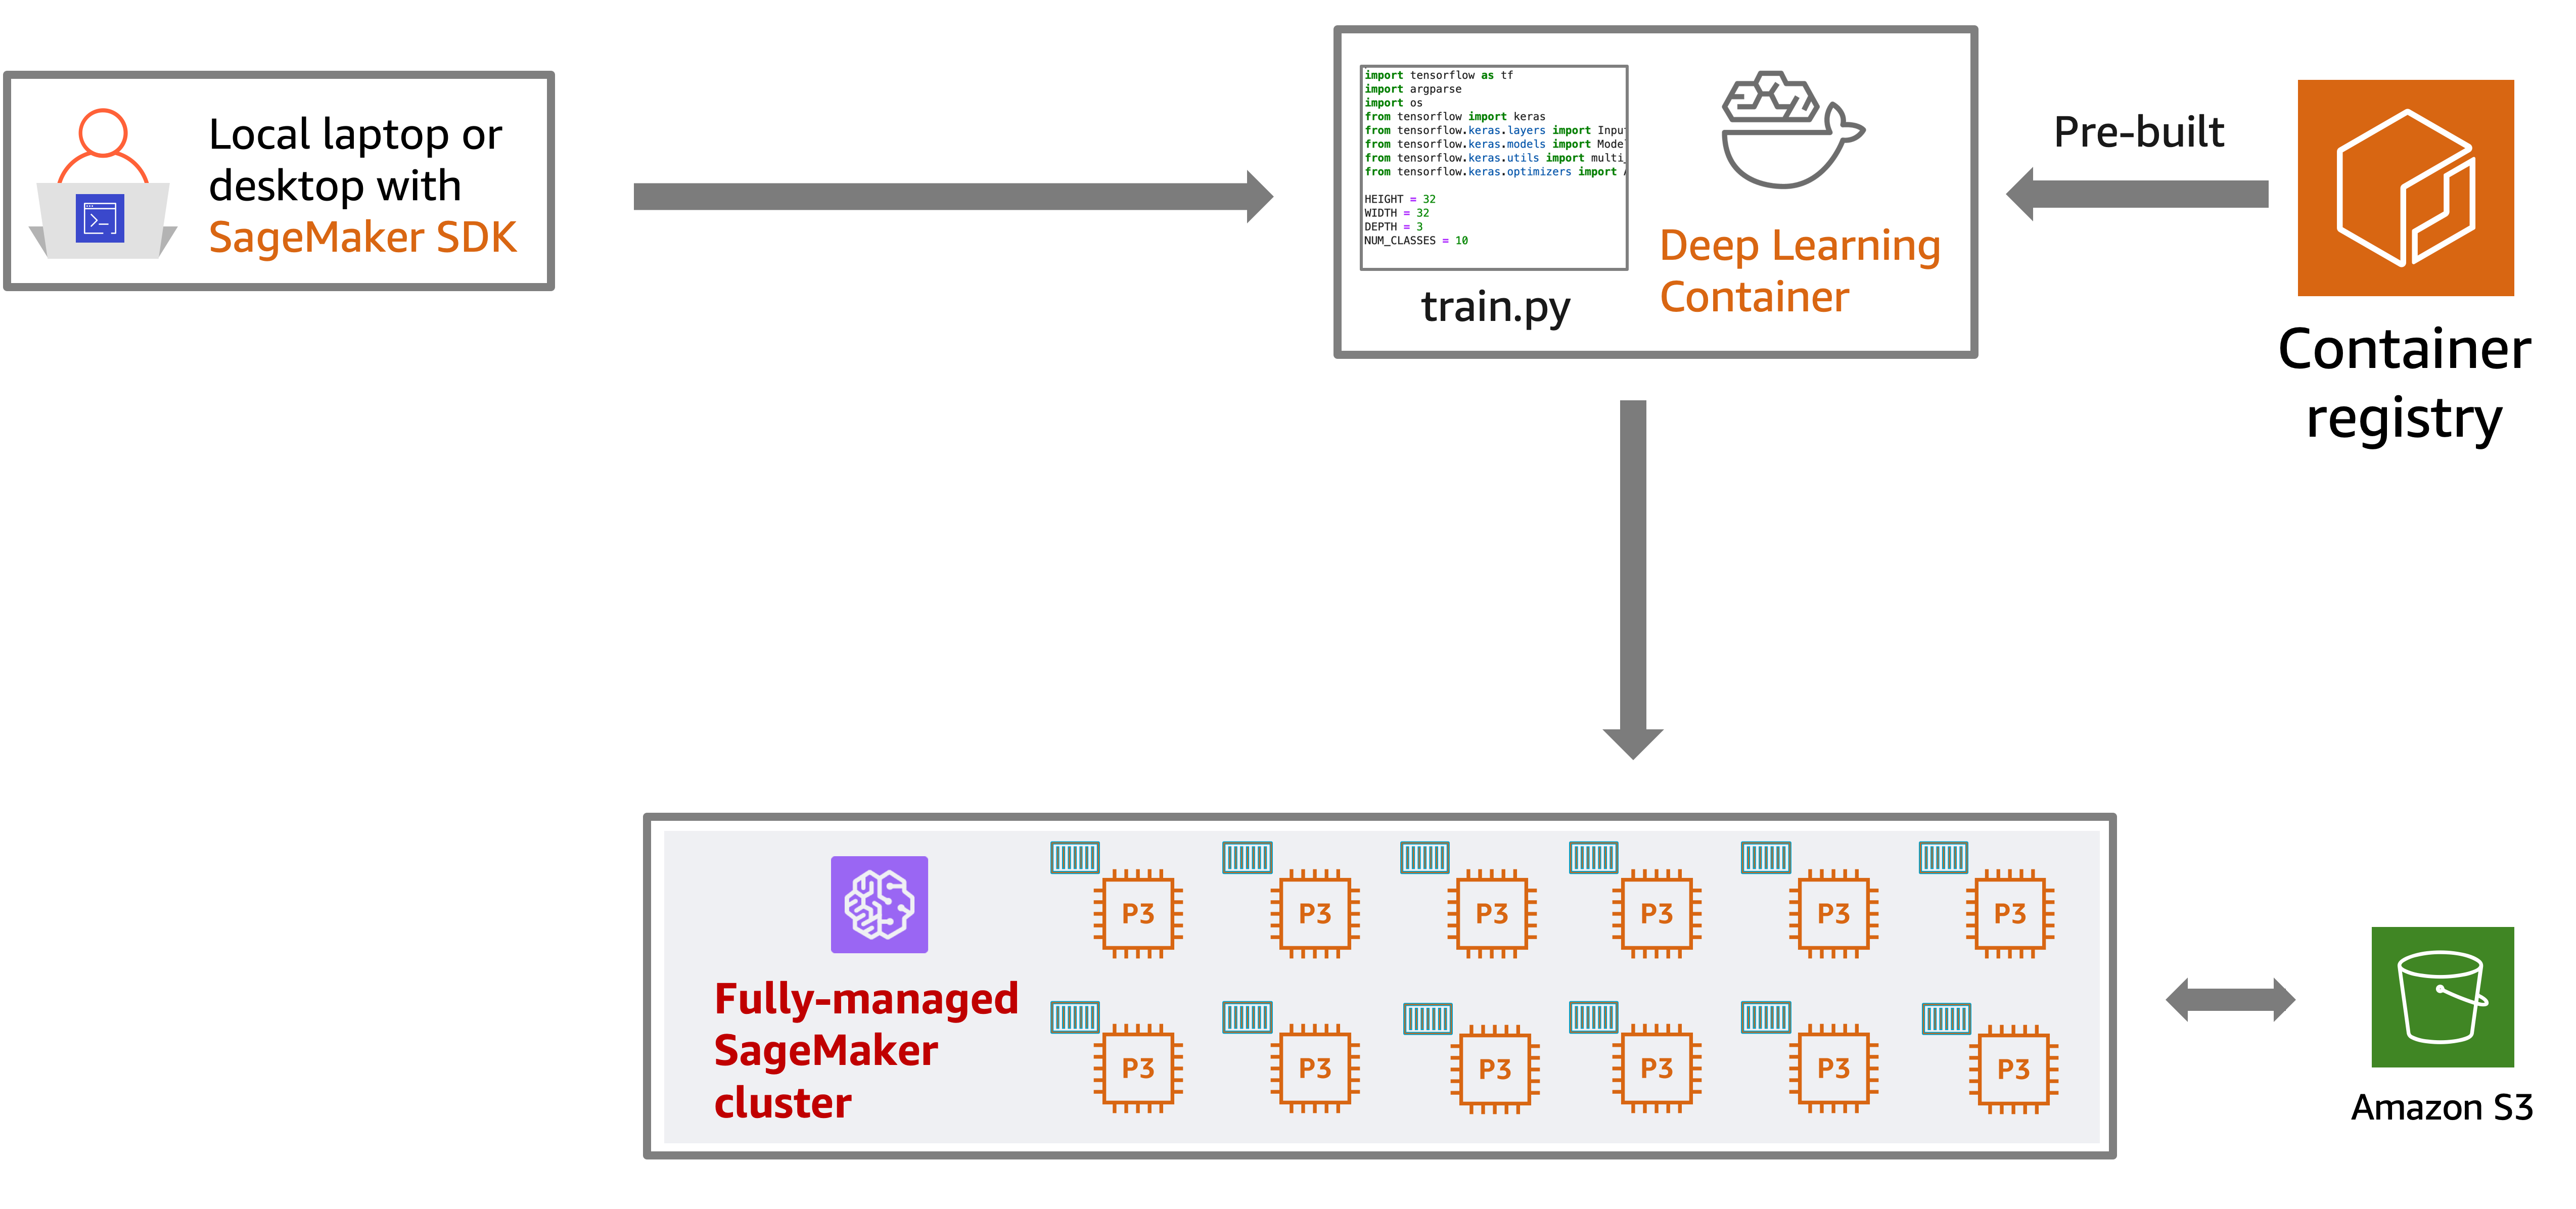 Local laptop or
desktop with
SageMaker SDK
import tensorflow as tf
import argparse
import os
from tensorflow import keras
from tensorflow.keras.layers import Inpu
from tensorflow.keras.models import Mode
from tensorflow.keras.utils import multi_
from tensorflow.keras.optimizers import
HEIGHT = 32
WIDTH = 32
DEPTH = 3
NUM_CLASSES = 10
train.py
Deep Learning
Container
Pre-built
Container
registry
Fully-managed
SageMaker
cluster
P3 P3 P3 P3 P3 P3
P3 P3 P3 P3 P3 P3
Amazon S3